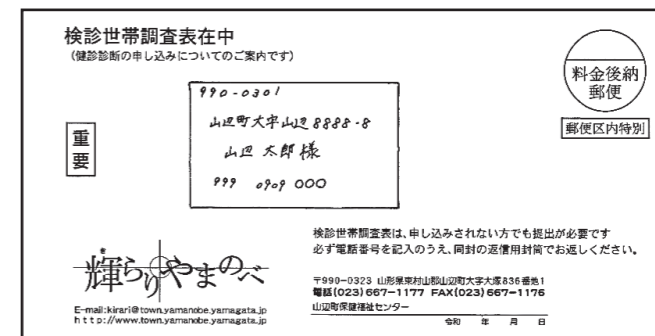 検診世帯調査表在中
(健診診断の申し込みについてのご案内です)
重要
990-0301
山辺町大字山辺8888-8
山辺 太郎様
999 0909 000
料金後納
郵便
郵便区内特別
検診世帯調査表は、申し込みされない方でも提出が必要です
必ず電話番号を記入のうえ、同封の返信用封筒でお返しください。
輝らりやまのべ
E-mail:kirari@town.yamanobe.yamagata.jp
http://www.town.yamanobe.yamagata.jp
〒990-0323 山形県東村山郡山辺町大字大塚836番地1
電話(023)667-1177 FAX(023)667-1176
山辺町保健福祉センター
令和 年 月 日